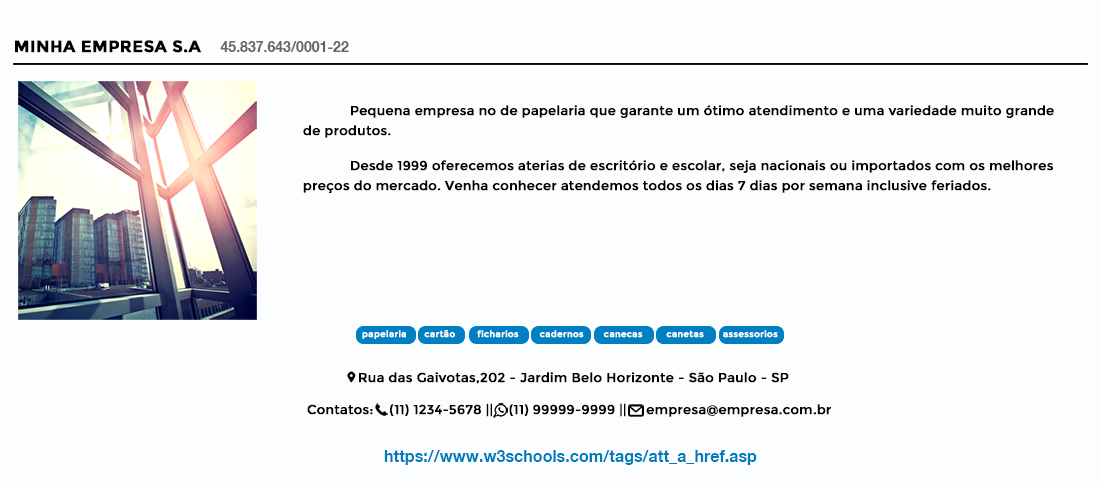 MINHA EMPRESA S.A 45.837.643/0001-22
Pequena empresa no de papelaria que garante um ótimo atendimento e uma variedade muito grande
de produtos.
Desde 1999 oferecemos aterias de escritório e escolar, seja nacionais ou importados com os melhores
preços do mercado. Venha conhecer atendemos todos os dias 7 dias por semana inclusive feriados.
papelaria cartão ficharios cadernos canecas canetas assessorios
Rua das Gaivotas,202 - Jardim Belo Horizonte - São Paulo - SP
Contatos: (11) 1234-5678 || (11) 99999-9999 || empresa@empresa.com.br
https://www.w3schools.com/tags/att_a_href.asp